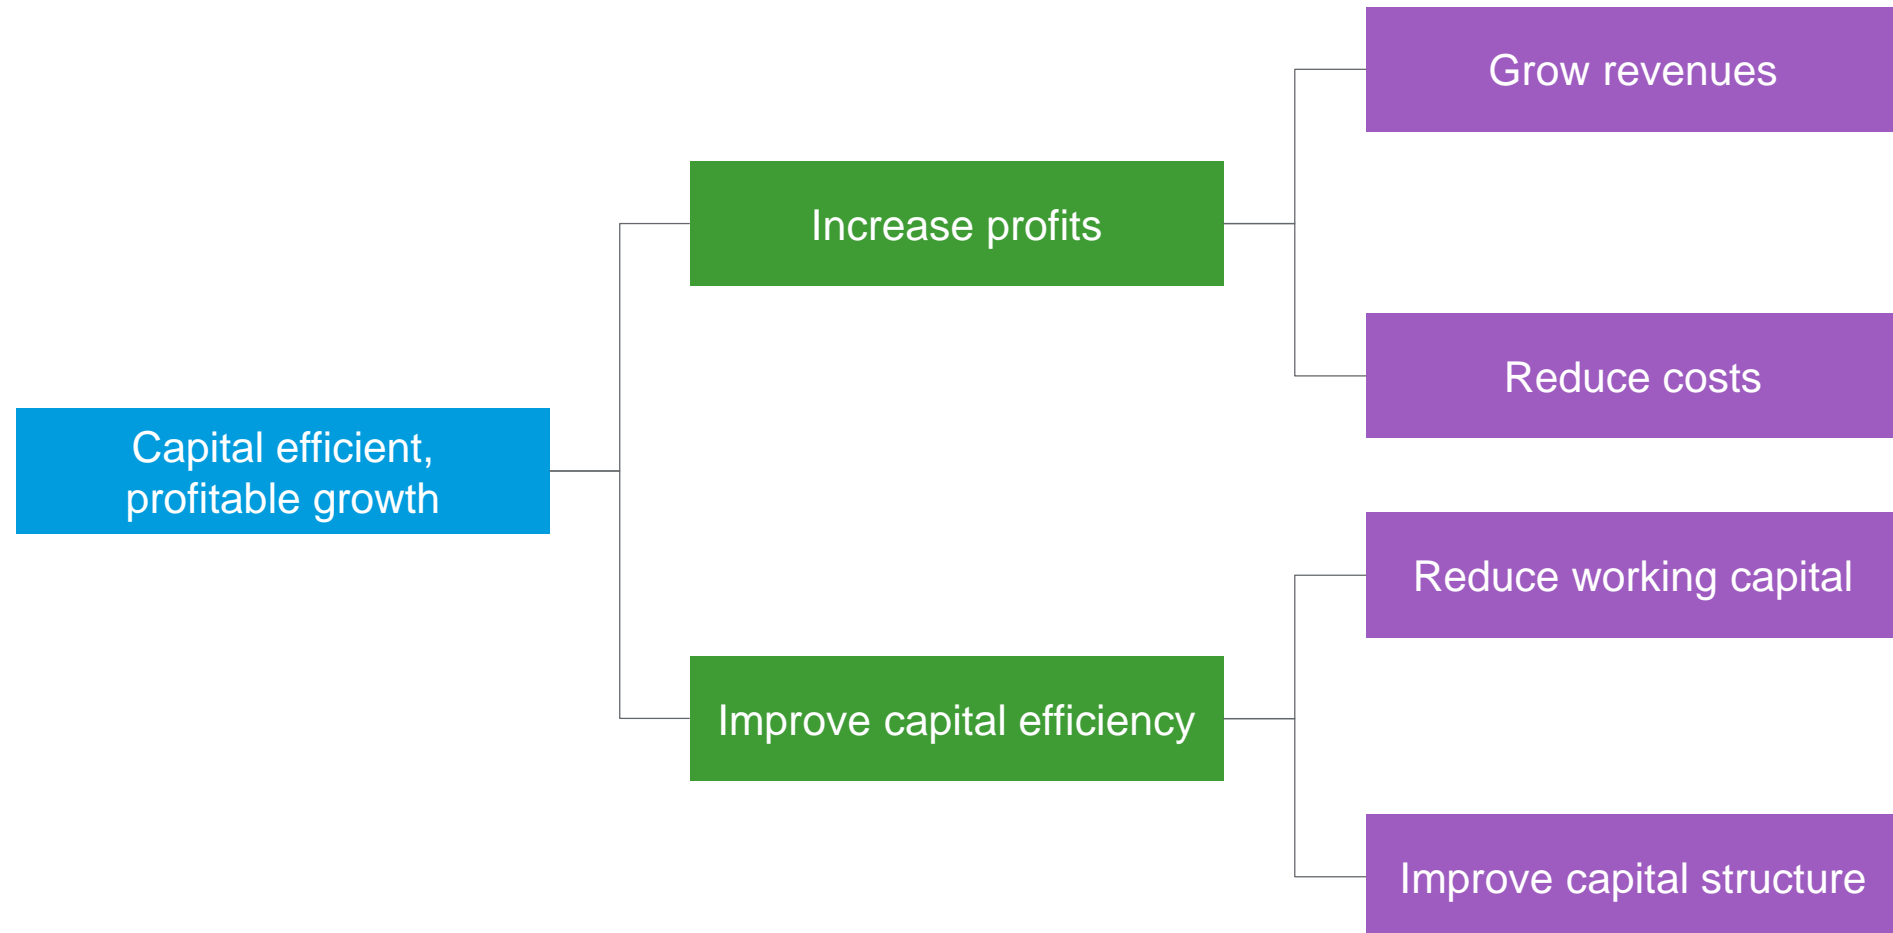 Capital efficient,
profitable growth
Increase profits
Grow revenues
Reduce costs
Improve capital efficiency
Reduce working capital
Improve capital structure